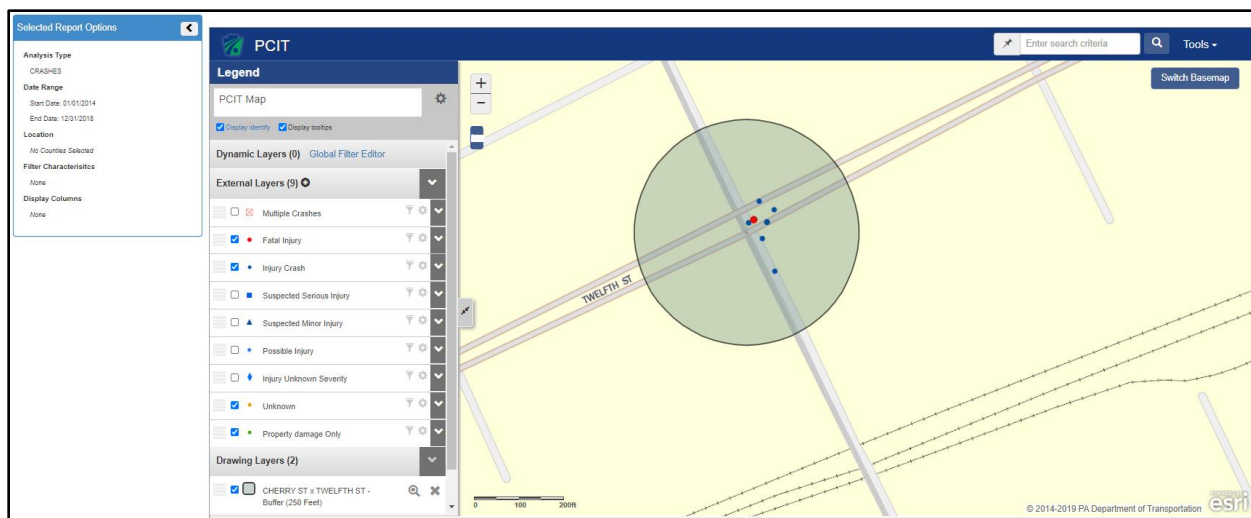 Selected Report Options
Analysis Type
CRASHES
Date Range
Start Date: 01/01/2014
End Date: 12/31/2018
Location
No Counties Selected
Filter Characterisitcs
None
Display Columns
None
PCIT
Enter search criteria
Tools
Legend
PCIT Map
Display identify
Display tooltips
Dynamic Layers (0) Global Filter Editor
External Layers (9)
Multiple Crashes
Fatal Injury
Injury Crash
Suspected Serious Injury
Suspected Minor Injury
Possible Injury
Injury Unknown Severity
Unknown
Property damage Only
Drawing Layers (2)
CHERRY ST x TWELFTH ST -
Buffer (250 Feet)
Switch Basemap
TWELFTH ST
0 100 200ft
© 2014-2019 PA Department of Transportation
esri